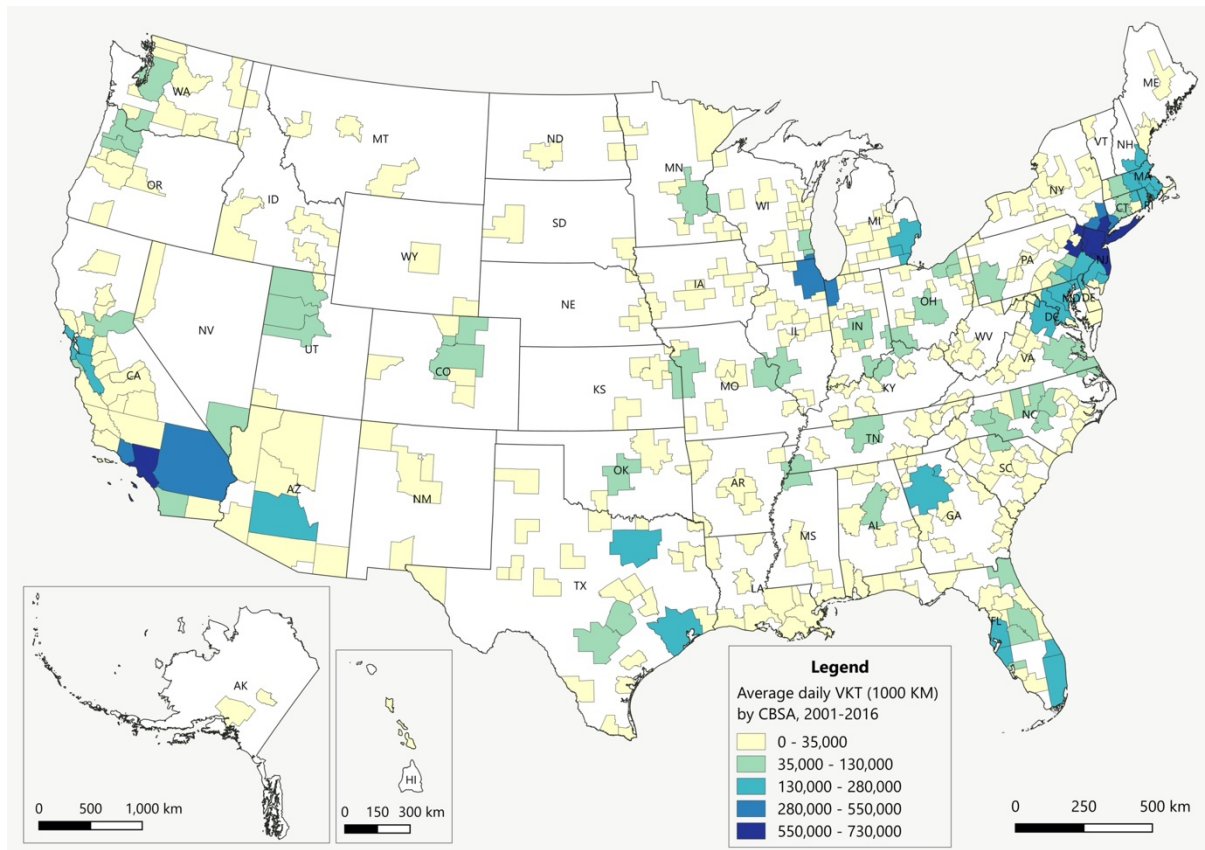 WA
MT
ND
MN
ME
VT
NH
OR
ID
SD
WI
MI
NY
MA
CT
RI
WY
IA
PA
NJ
NE
NV
UT
CO
IL
IN
OH
MD
DE
DC
WV
VA
CA
KS
MO
KY
NC
TN
AZ
NM
OK
AR
SC
MS
AL
GA
TX
LA
FL
AK
HI
0 500 1,000 km
0 150 300 km
Legend
Average daily VKT (1000 KM)
by CBSA, 2001-2016
0 - 35,000
35,000 - 130,000
130,000 - 280,000
280,000 - 550,000
550,000 - 730,000
0 250 500 km